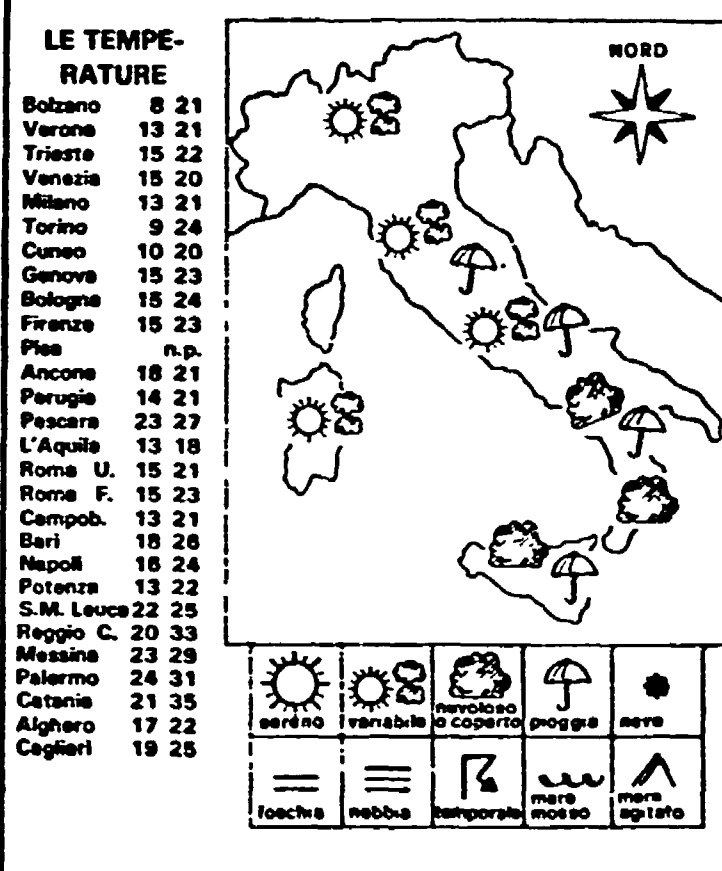 LE TEMPE-
RATURE
Bolzano 8 21
Verona 13 21
Trieste 15 22
Venezia 15 20
Milano 13 21
Torino 9 24
Cuneo 10 20
Genova 15 23
Bologna 15 24
Firenze 15 23
Pisa n.p.
Ancona 18 21
Perugia 14 21
Pescara 23 27
L'Aquila 13 18
Roma U. 15 21
Roma F. 15 23
Campob. 13 21
Bari 18 26
Napoli 16 24
Potenza 13 22
S.M. Leuca 22 25
Reggio C. 20 33
Messina 23 29
Palermo 24 31
Catania 21 35
Alghero 17 22
Cagliari 19 25
NORD
sereno
variabile
nuvoloso
o coperto
pioggia
neve
foschia
nebbia
temporale
mare
mosso
mare
agitato